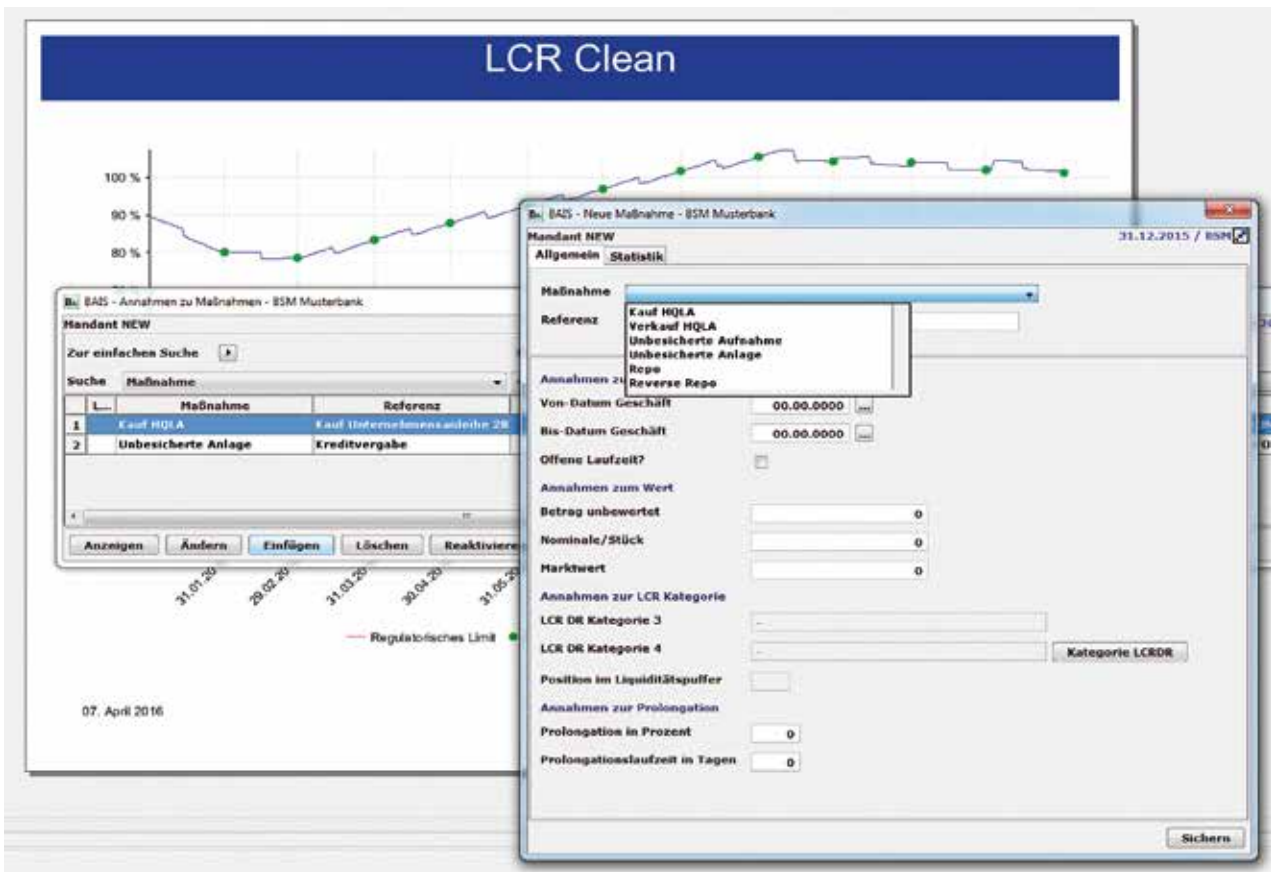 LCR Clean
100 %
90 %
80 %
BAIS - Annahmen zu Maßnahmen - BSM Musterbank
Mandant NEW
Zur einfachen Suche
Suche Maßnahme
L... Maßnahme Referenz
1 Kauf HQLA Kauf Unternehmensanleihe 2B
2 Unbesicherte Anlage Kreditvergabe
Anzeigen Ändern Einfügen Löschen Reaktiviere
31.01.20 29.02.20 31.03.20 30.04.20 31.05.20
Regulatorisches Limit
07. April 2016
BAIS - Neue Maßnahme - BSM Musterbank
Mandant NEW 31.12.2015 / BSM
Allgemein Statistik
Maßnahme
Referenz
Kauf HQLA
Verkauf HQLA
Unbesicherte Aufnahme
Unbesicherte Anlage
Repo
Reverse Repo
Annahmen zu
Von-Datum Geschäft 00.00.0000 ...
Bis-Datum Geschäft 00.00.0000 ...
Offene Laufzeit?
Annahmen zum Wert
Betrag unbewertet 0
Nominale/Stück 0
Marktwert 0
Annahmen zur LCR Kategorie
LCR DR Kategorie 3
LCR DR Kategorie 4 Kategorie LCRDR
Position im Liquiditätspuffer
Annahmen zur Prolongation
Prolongation in Prozent 0
Prolongationslaufzeit in Tagen 0
Sichern